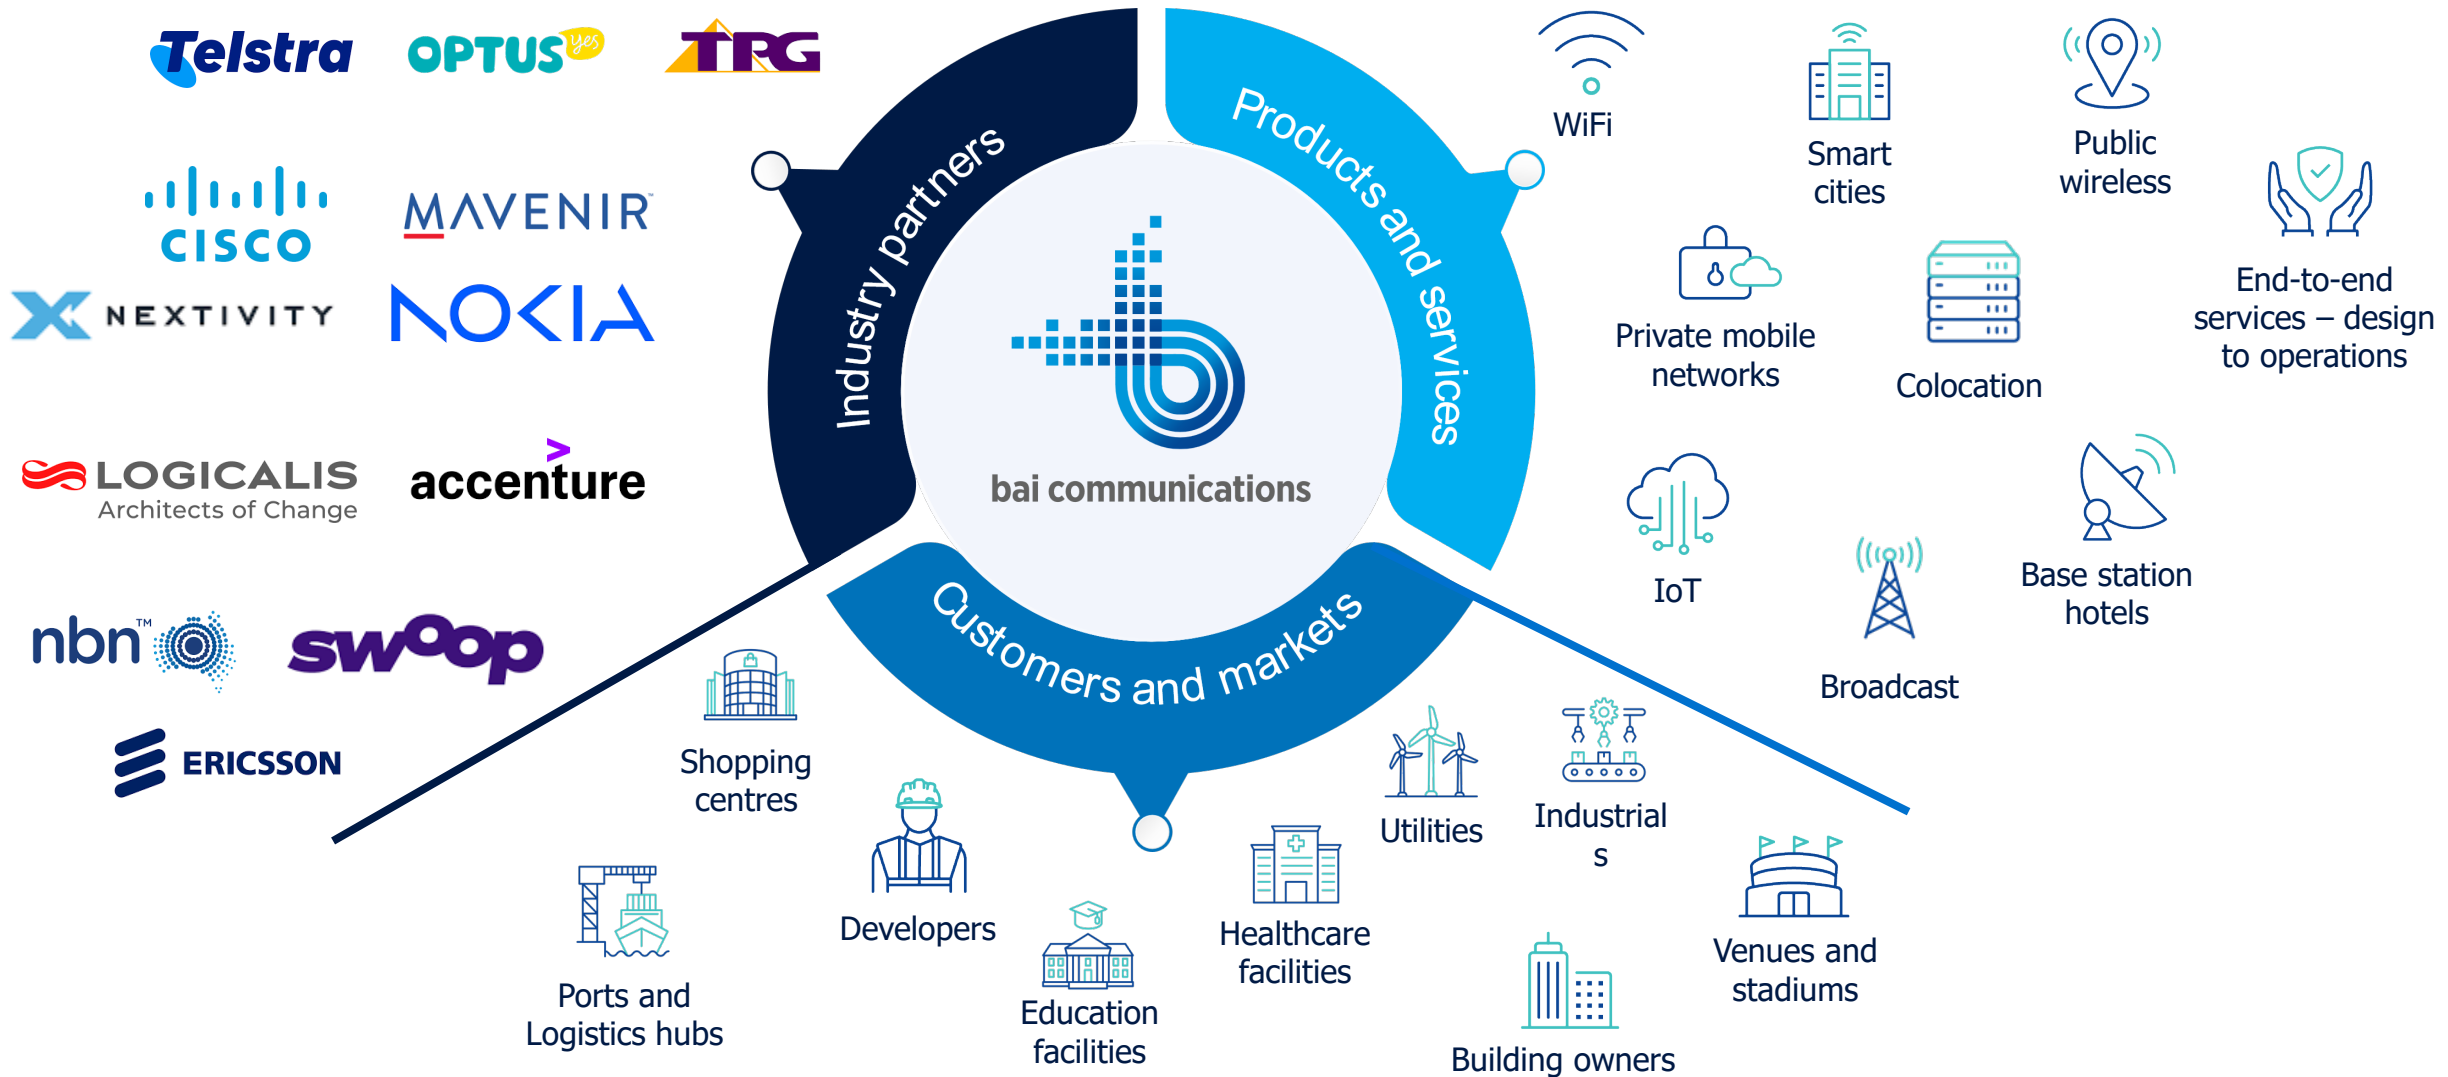 Telstra
OPTUS yes
TPG
CISCO
MAVENIR™
NEXTIVITY
NOKIA
LOGICALIS
Architects of Change
accenture
nbn™
swoop
ERICSSON
Industry partners
Products and services
Customers and markets
bai communications
WiFi
Smart
cities
Public
wireless
Private mobile
networks
Colocation
End-to-end
services – design
to operations
IoT
Broadcast
Base station
hotels
Shopping
centres
Developers
Ports and
Logistics hubs
Education
facilities
Healthcare
facilities
Utilities
Industrial
s
Building owners
Venues and
stadiums